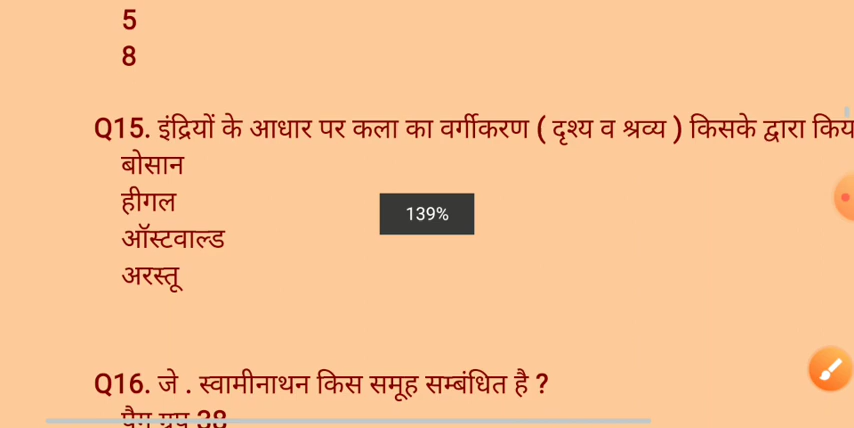 5
8
Q15. इंद्रियों के आधार पर कला का वर्गीकरण ( दृश्य व श्रव्य ) किसके द्वारा किय
बोसान
हीगल
139%
ऑस्टवाल्ड
अरस्तू
Q16. जे . स्वामीनाथन किस समूह सम्बंधित है ?
पैग ग्रुप 38